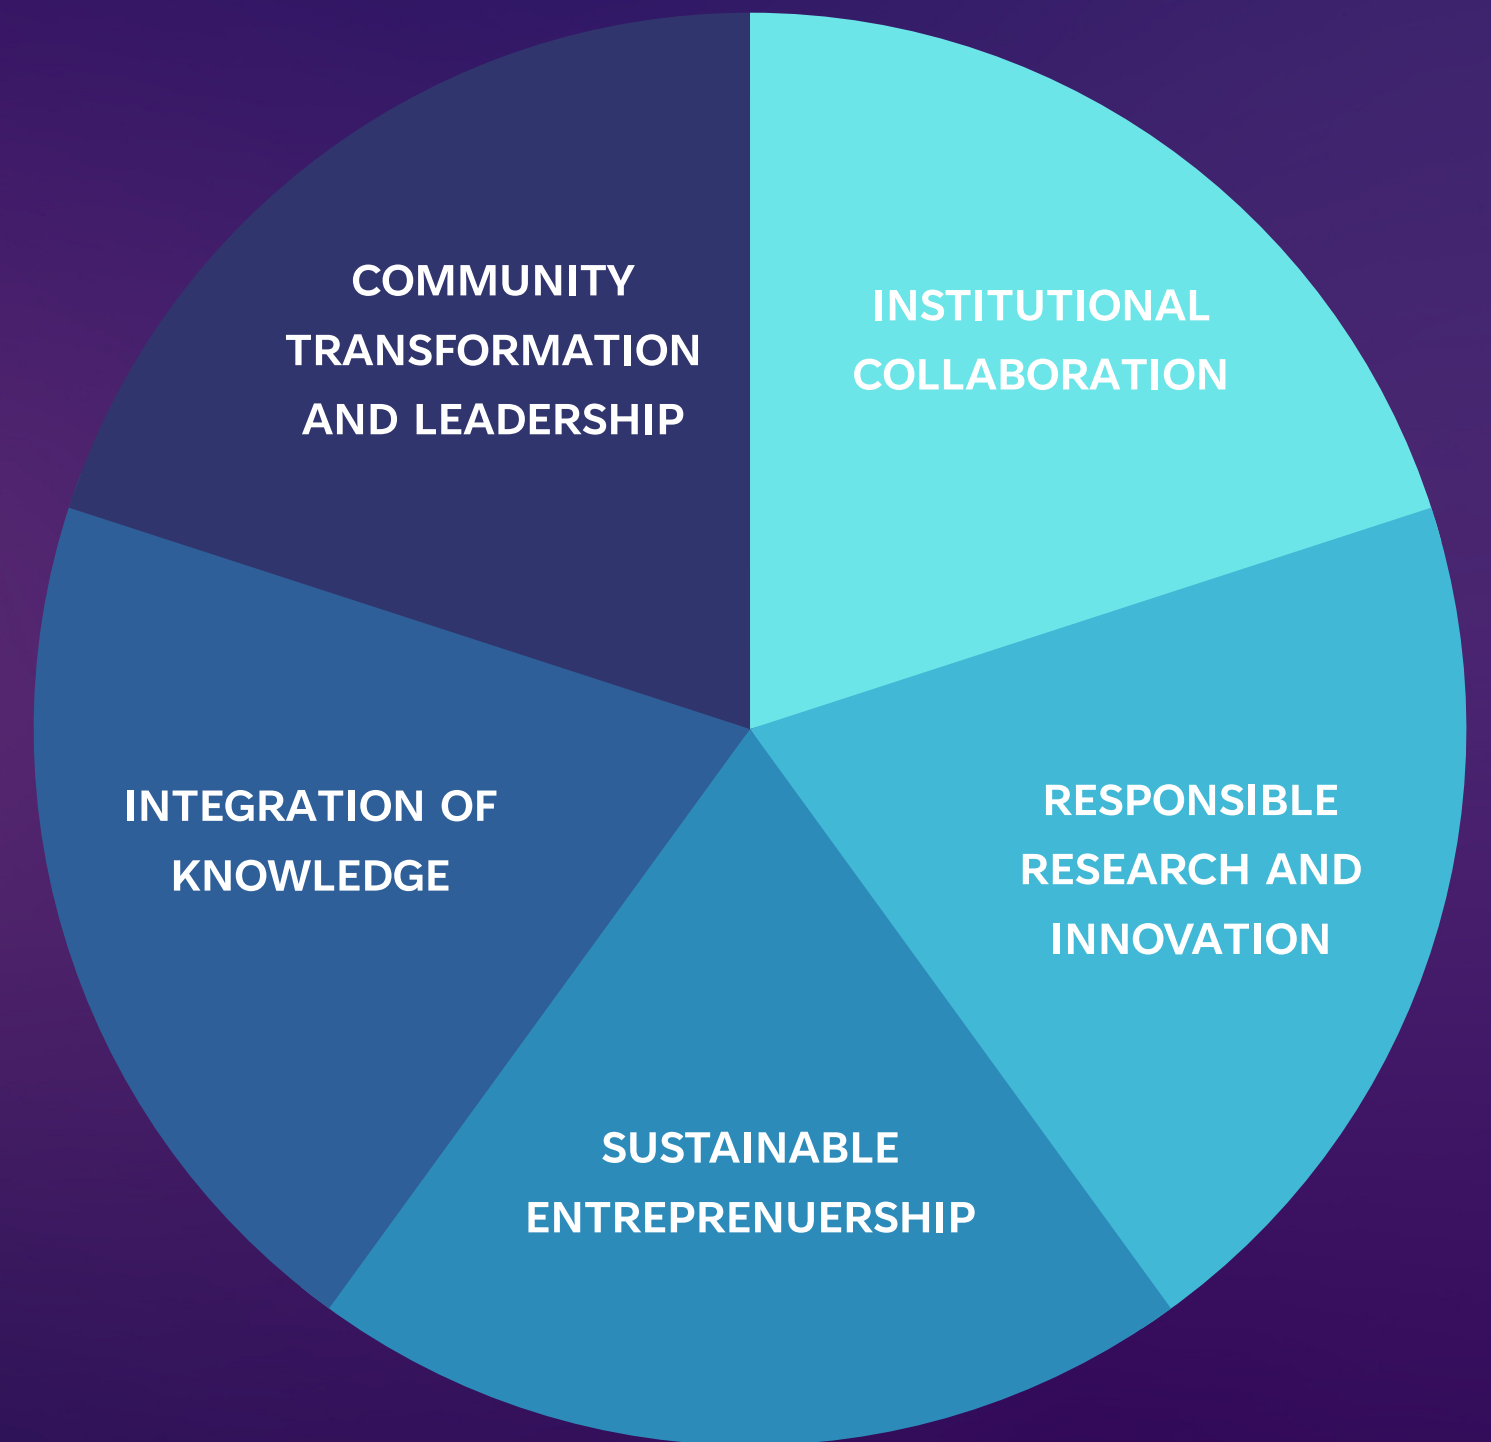 COMMUNITY
TRANSFORMATION
AND LEADERSHIP
INSTITUTIONAL
COLLABORATION
INTEGRATION OF
KNOWLEDGE
RESPONSIBLE
RESEARCH AND
INNOVATION
SUSTAINABLE
ENTREPRENUERSHIP